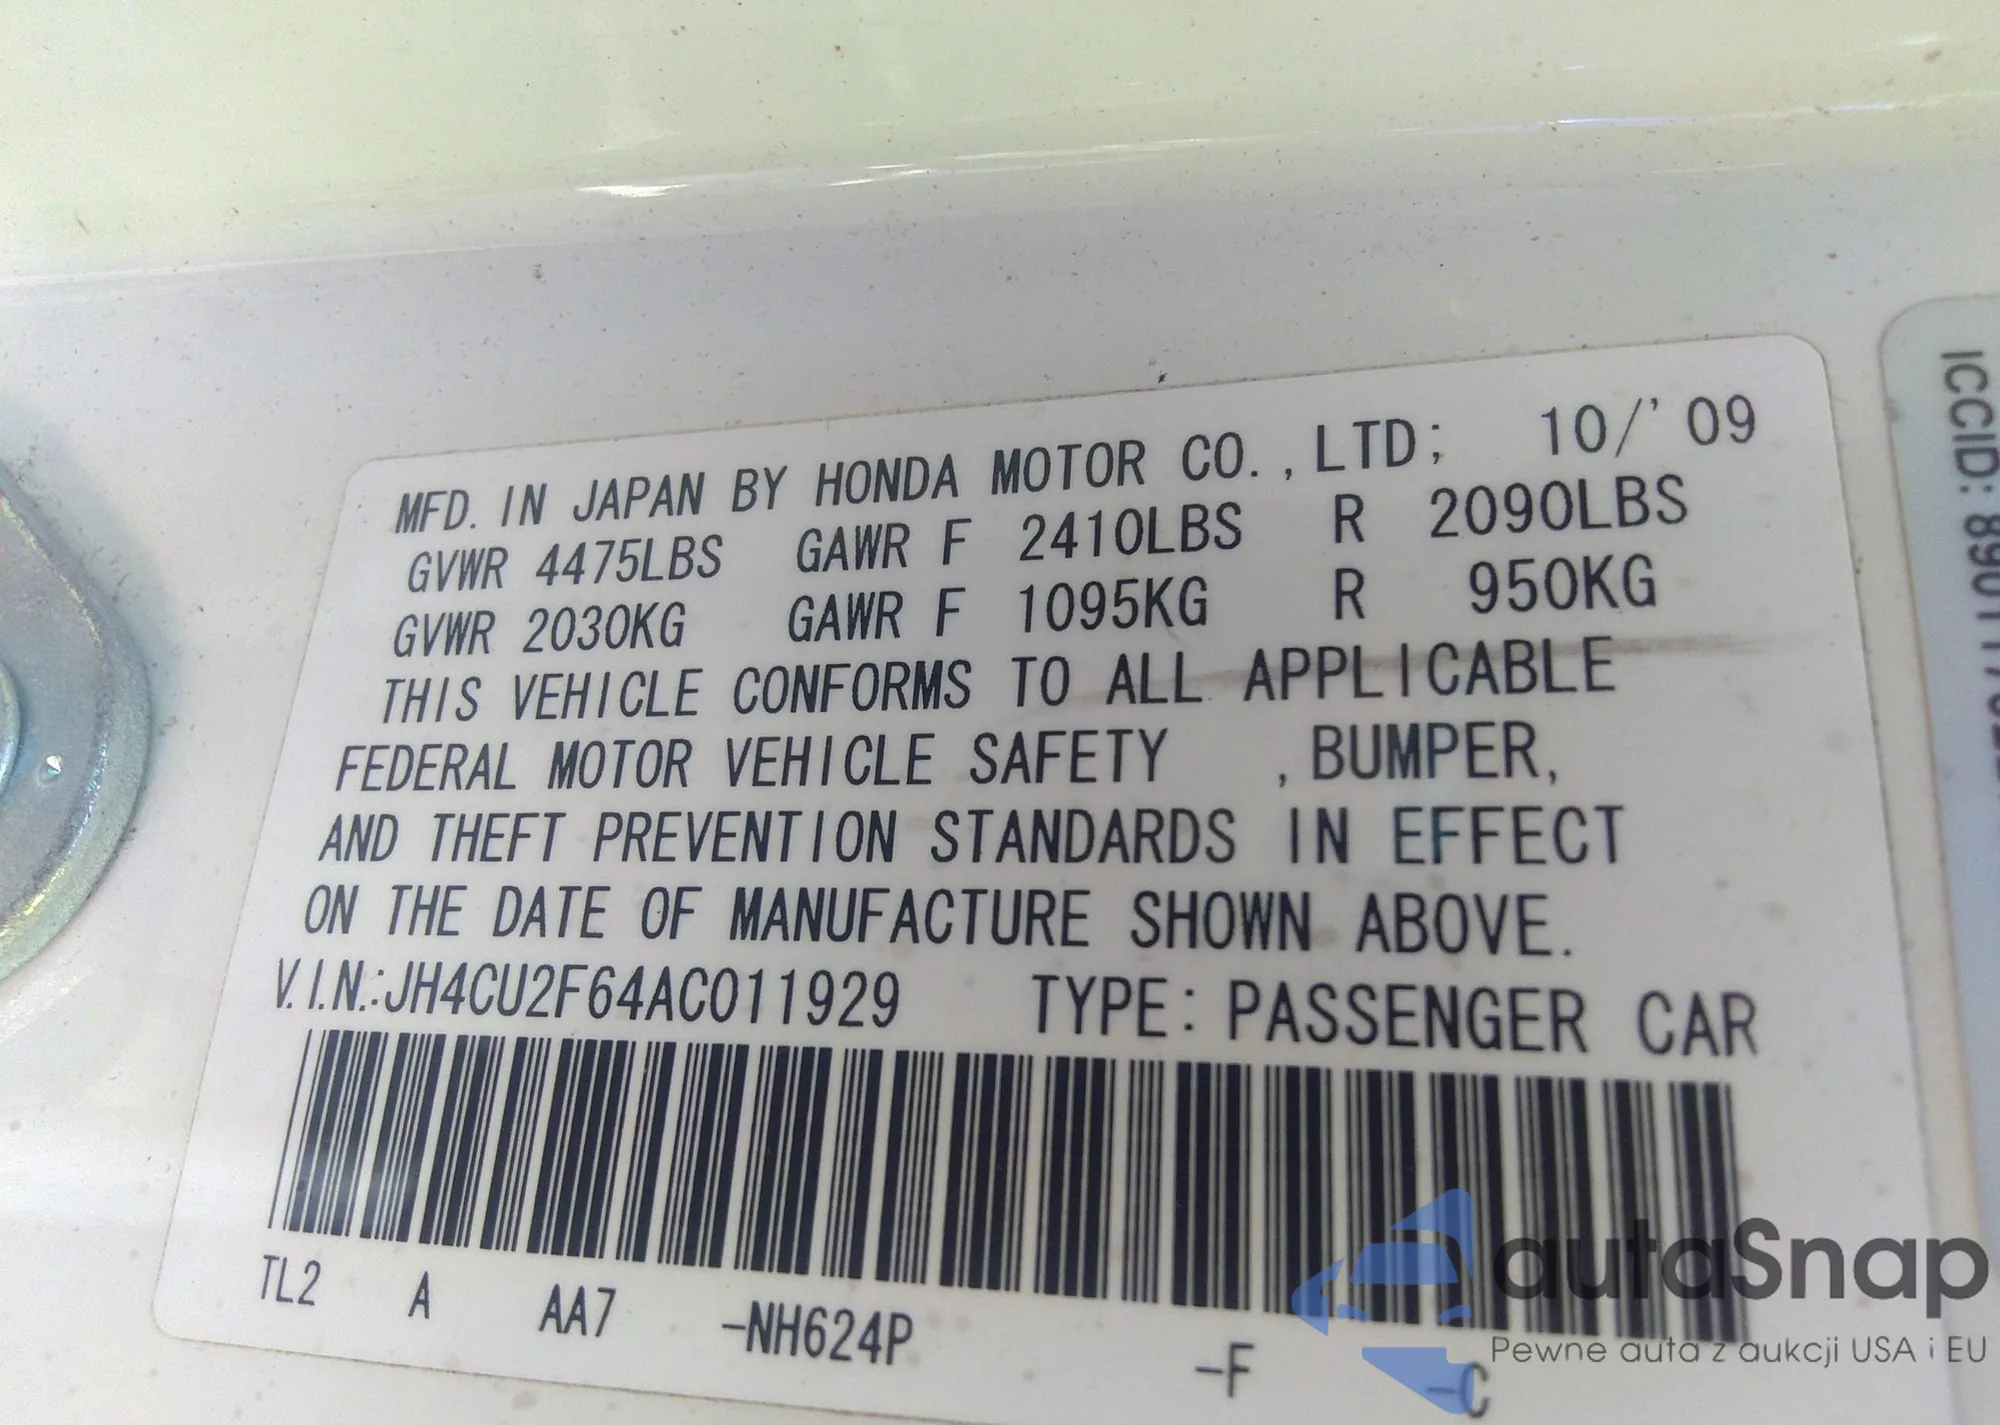 MFD. IN JAPAN BY HONDA MOTOR CO.,LTD; 10/'09
GVWR 4475LBS GAWR F 2410LBS R 2090LBS
GVWR 2030KG GAWR F 1095KG R 950KG
THIS VEHICLE CONFORMS TO ALL APPLICABLE
FEDERAL MOTOR VEHICLE SAFETY ,BUMPER,
AND THEFT PREVENTION STANDARDS IN EFFECT
ON THE DATE OF MANUFACTURE SHOWN ABOVE.
V.I.N.:JH4CU2F64AC011929 TYPE: PASSENGER CAR
TL2 A AA7 -NH624P -F -C
ICCID:
autaSnap
Pewne auta z aukcji USA i EU